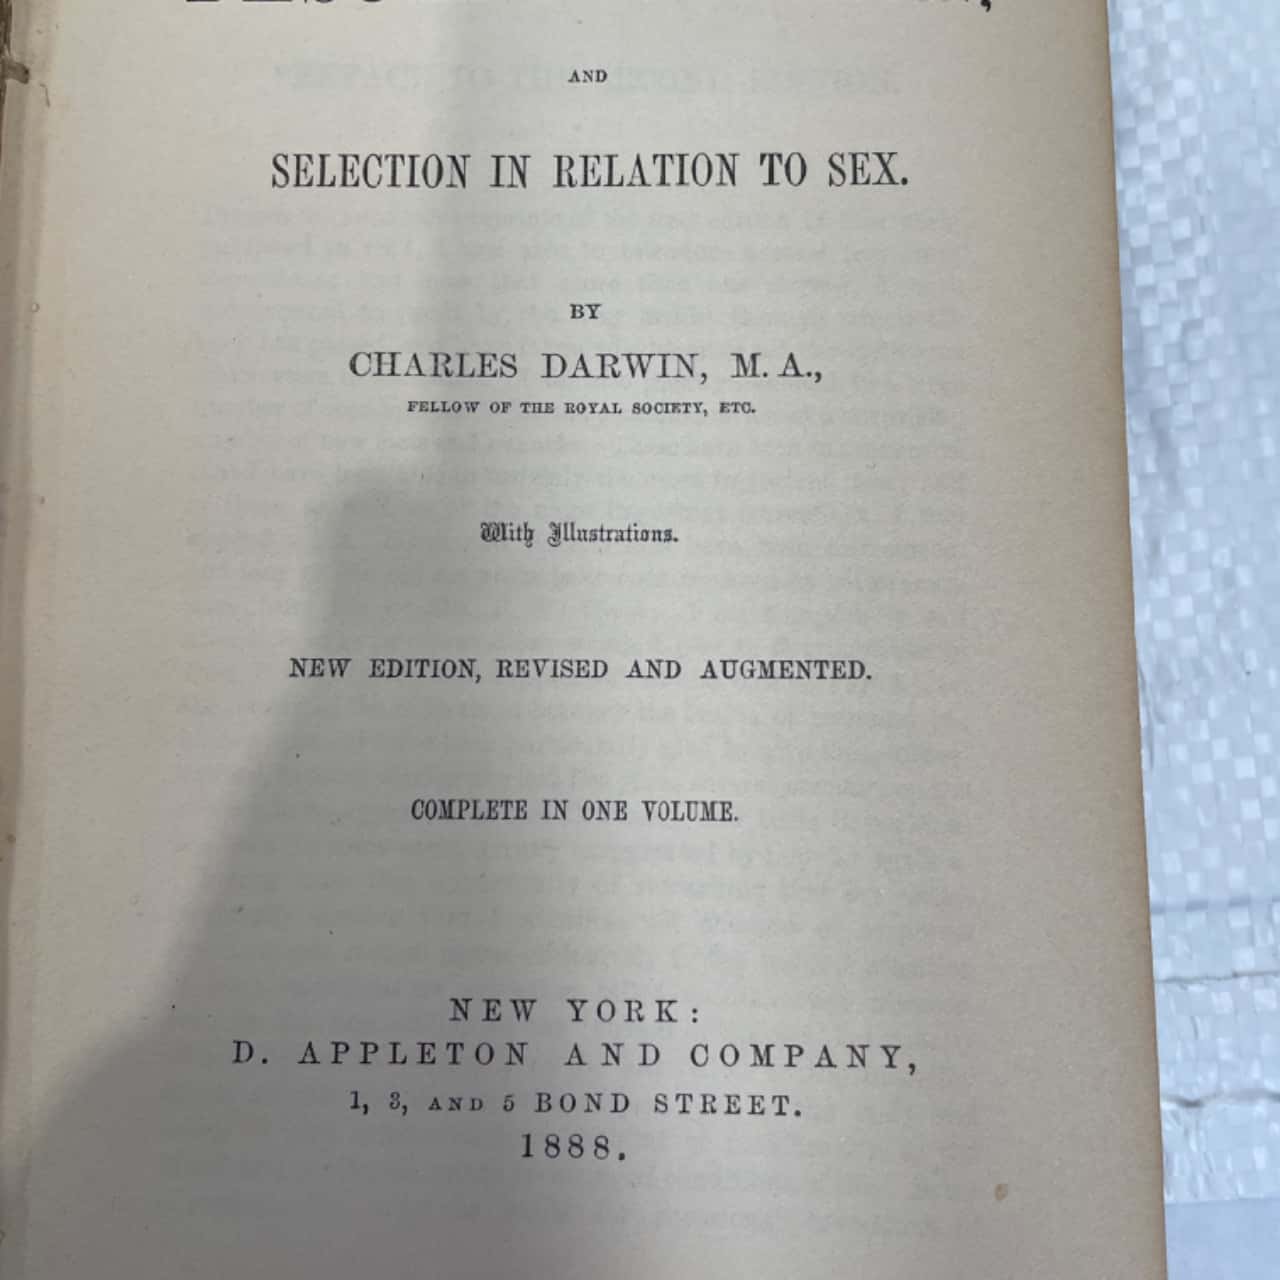 AND
SELECTION IN RELATION TO SEX.
BY
CHARLES DARWIN, M. A.,
FELLOW OF THE ROYAL SOCIETY, ETC.
With Illustrations.
NEW EDITION, REVISED AND AUGMENTED.
COMPLETE IN ONE VOLUME.
NEW YORK:
D. APPLETON AND COMPANY,
1, 3, AND 5 BOND STREET.
1888.